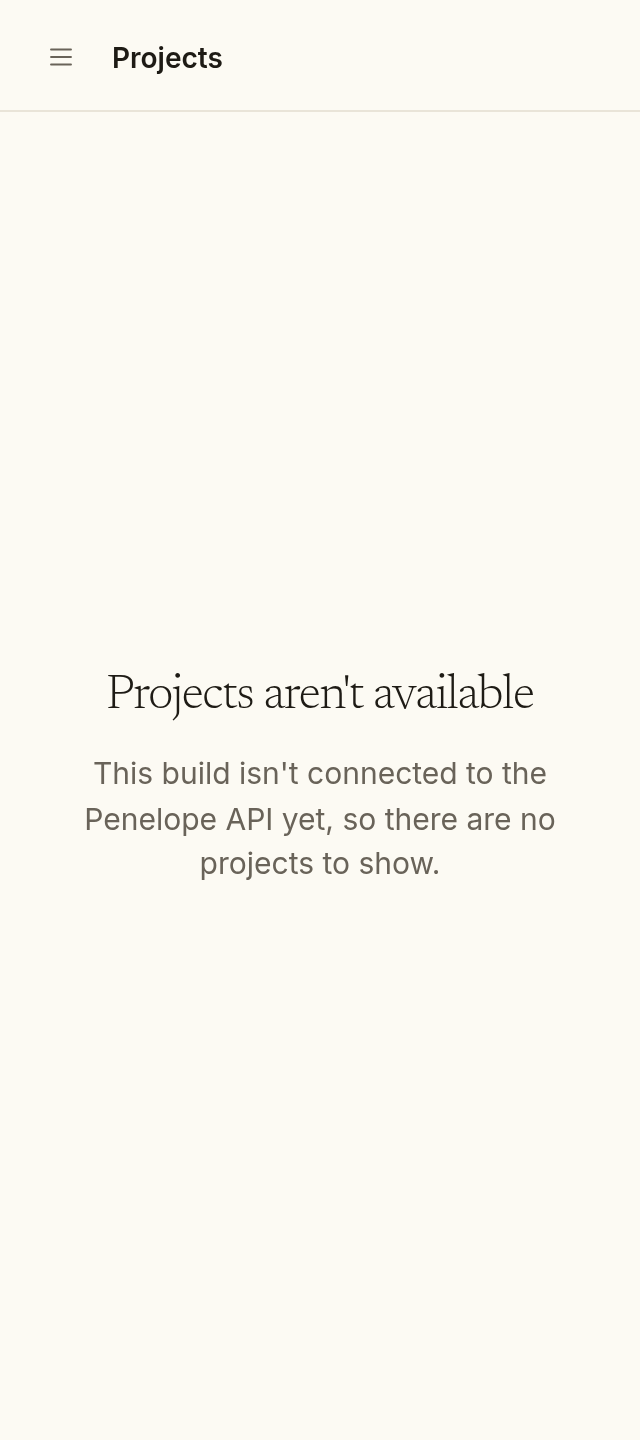 Projects
Projects aren't available
This build isn't connected to the
Penelope API yet, so there are no
projects to show.